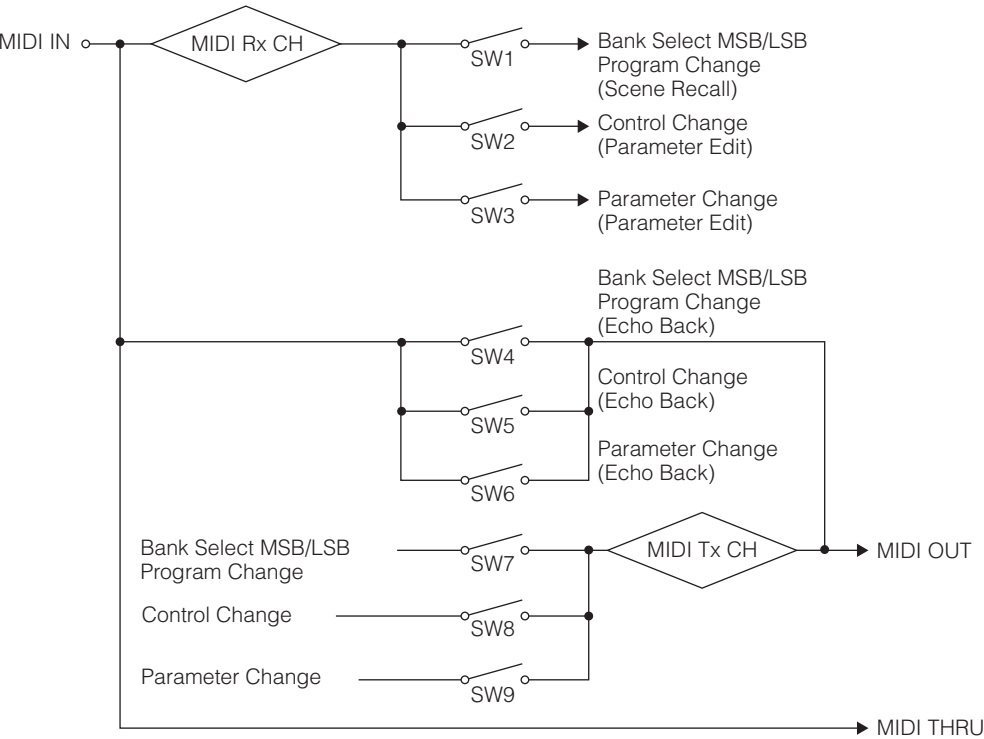 MIDI IN
MIDI Rx CH
SW1
Bank Select MSB/LSB
Program Change
(Scene Recall)
SW2
Control Change
(Parameter Edit)
SW3
Parameter Change
(Parameter Edit)
Bank Select MSB/LSB
Program Change
(Echo Back)
SW4
Control Change
(Echo Back)
SW5
Parameter Change
(Echo Back)
SW6
Bank Select MSB/LSB
Program Change
SW7
MIDI Tx CH
MIDI OUT
Control Change
SW8
Parameter Change
SW9
MIDI THRU